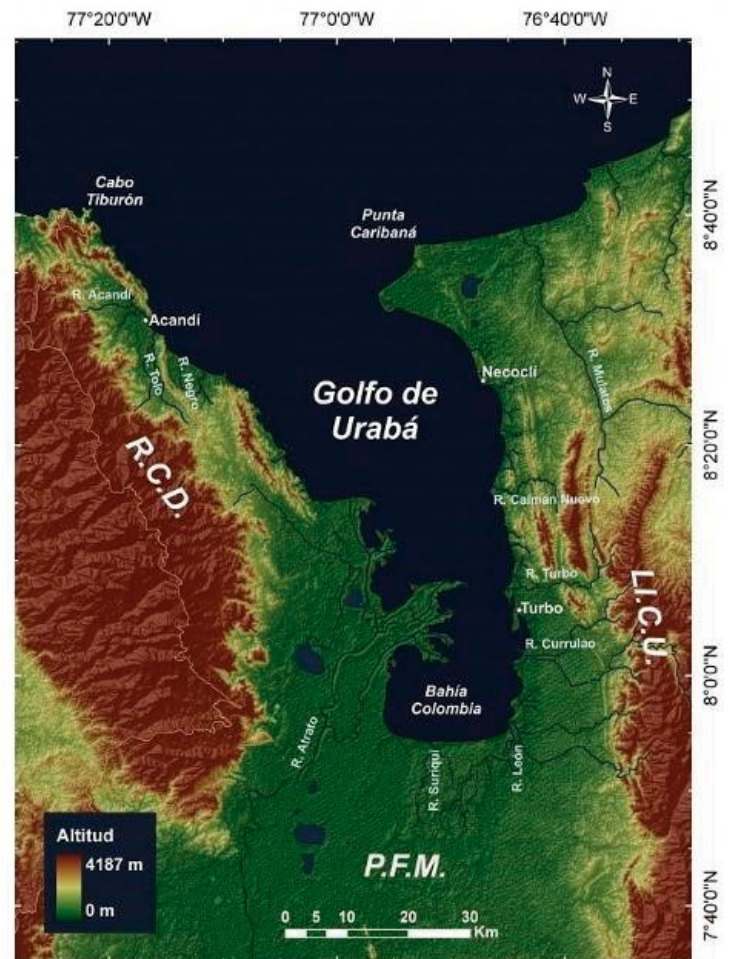 77°20'0"W
77°0'0"W
76°40'0"W
N
W
E
S
Cabo
Tiburón
Punta
Caribaná
8°40'0"N
R. Acandí
Acandí
R. Tolo
R. Negro
Necoclí
R. Mulatos
Golfo de
Urabá
8°20'0"N
R.C.D.
R. Caimán Nuevo
R. Turbo
Turbo
LI.C.U.
R. Currulao
8°0'0"N
Bahía
Colombia
R. Atrato
R. Suriquí
R. León
Altitud
4187 m
0 m
P.F.M.
0 5 10 20 30
Km
7°40'0"N